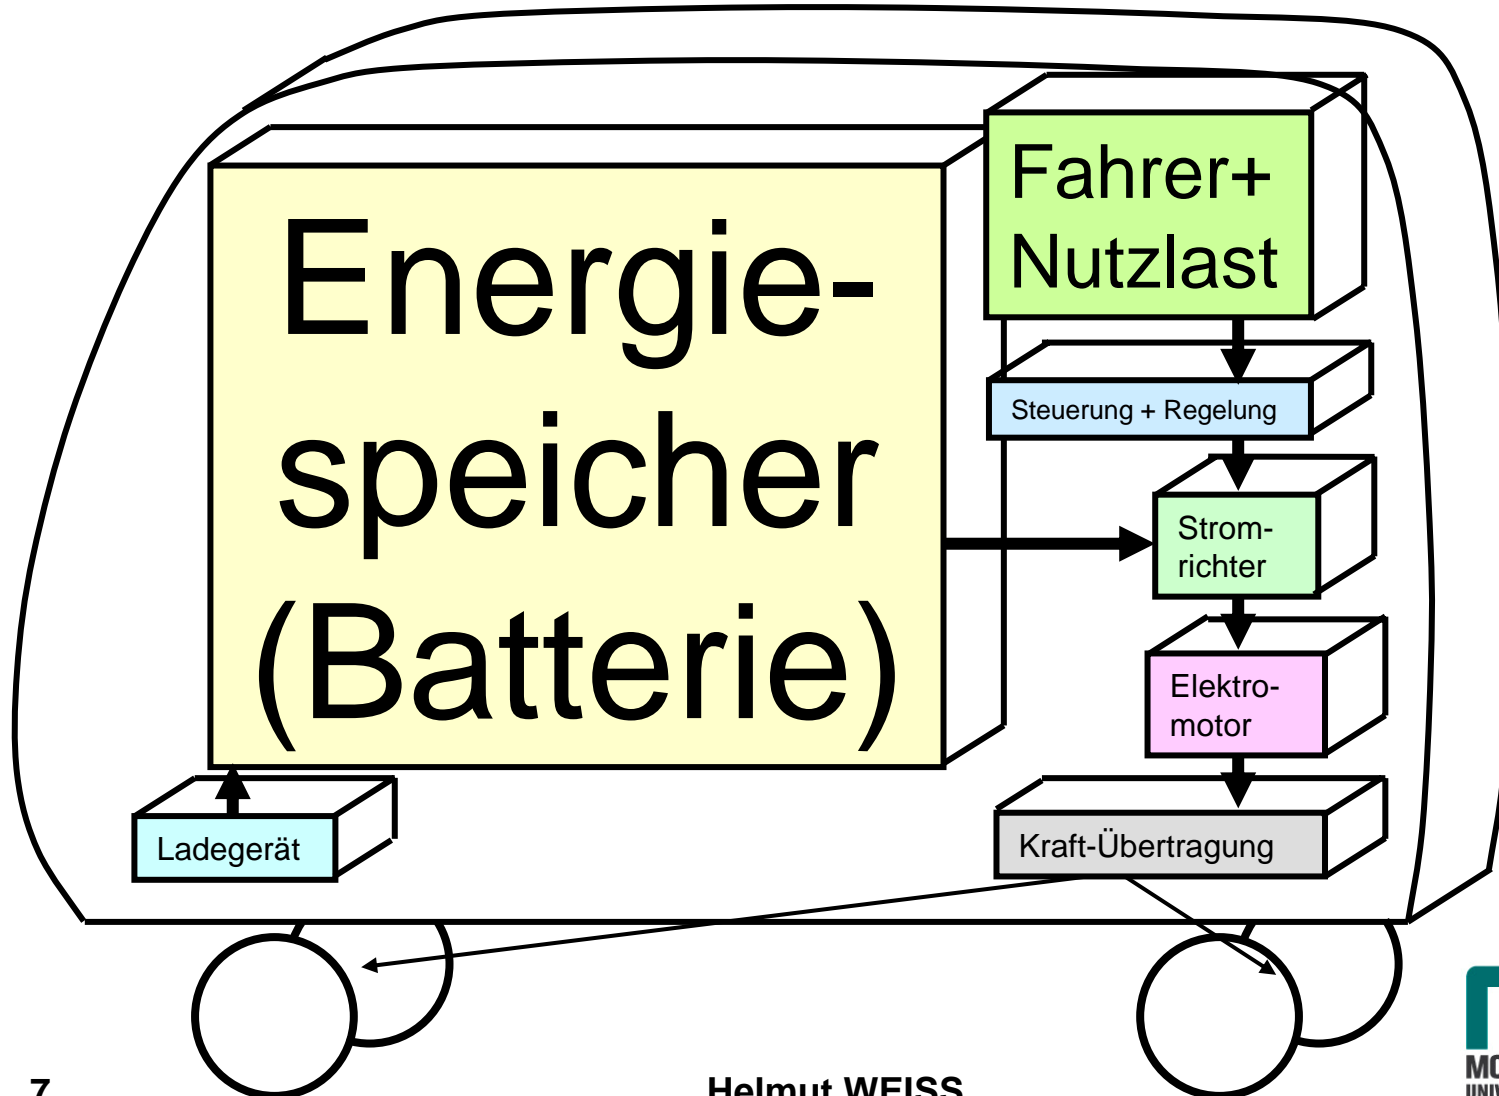 Energie-
speicher
(Batterie)
Fahrer+
Nutzlast
Steuerung + Regelung
Strom-
richter
Elektro-
motor
Kraft-Übertragung
Ladegerät
7
Helmut WEISS